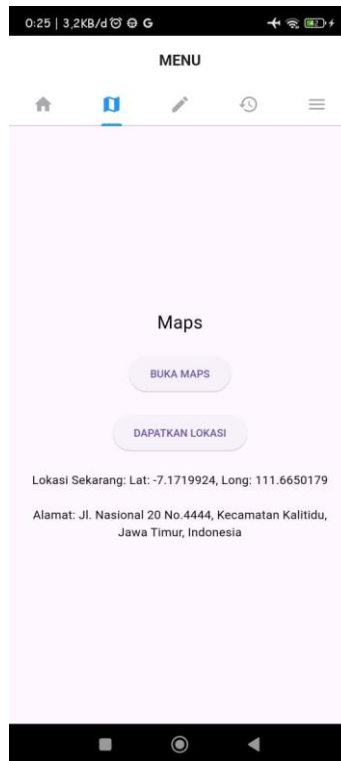 0:25 | 3,2KB/d G
MENU
Maps
BUKA MAPS
DAPATKAN LOKASI
Lokasi Sekarang: Lat: -7.1719924, Long: 111.6650179
Alamat: Jl. Nasional 20 No.4444, Kecamatan Kalitidu,
Jawa Timur, Indonesia